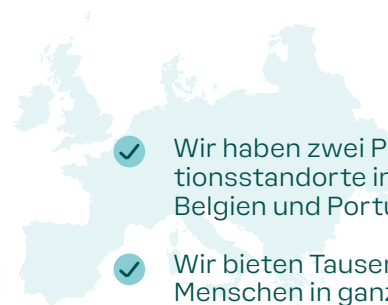 Wir haben zwei P
tionsstandorte in
Belgien und Portu
Wir bieten Tausen
Menschen in ganz